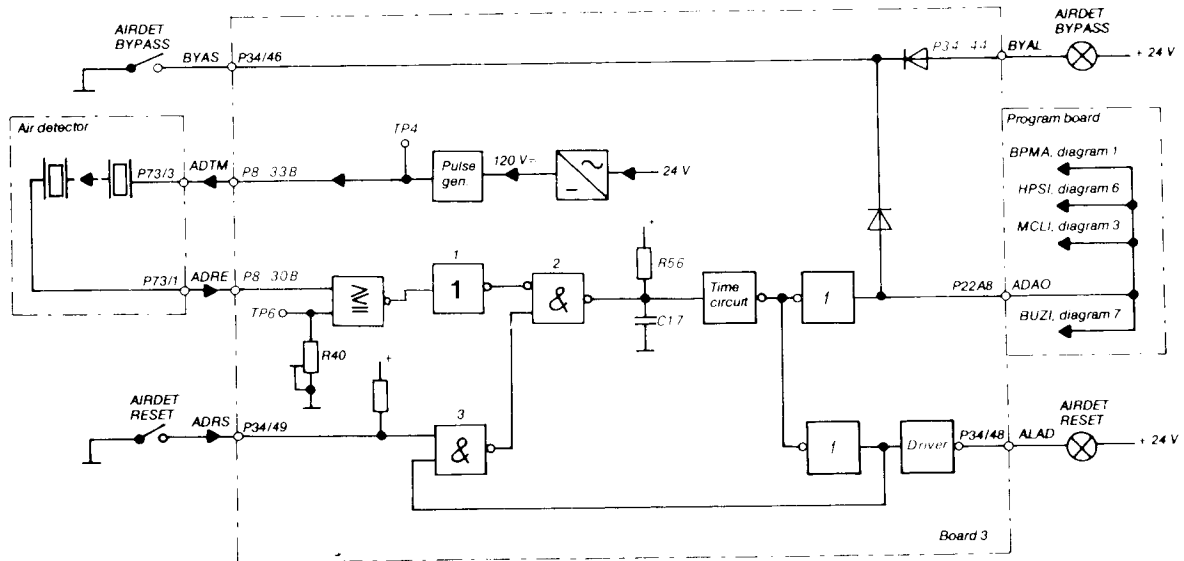 AIRDET
BYPASS
BYAS
P34/46
P34 44
BYAL
AIRDET
BYPASS
+ 24 V
Air detector
P73/3
ADTM
P8 33B
TP4
Pulse
gen.
120 V=
~
–
24 V
Program board
BPMA, diagram 1
HPSI, diagram 6
MCLI, diagram 3
P22A8
ADAO
BUZI, diagram 7
P73/1
ADRE
P8 30B
TP6
R40
≥
1
1
2
&
+
R56
C17
Time
circuit
1
AIRDET
RESET
ADRS
P34/49
+
3
&
1
Driver
P34/48
ALAD
AIRDET
RESET
+ 24 V
Board 3